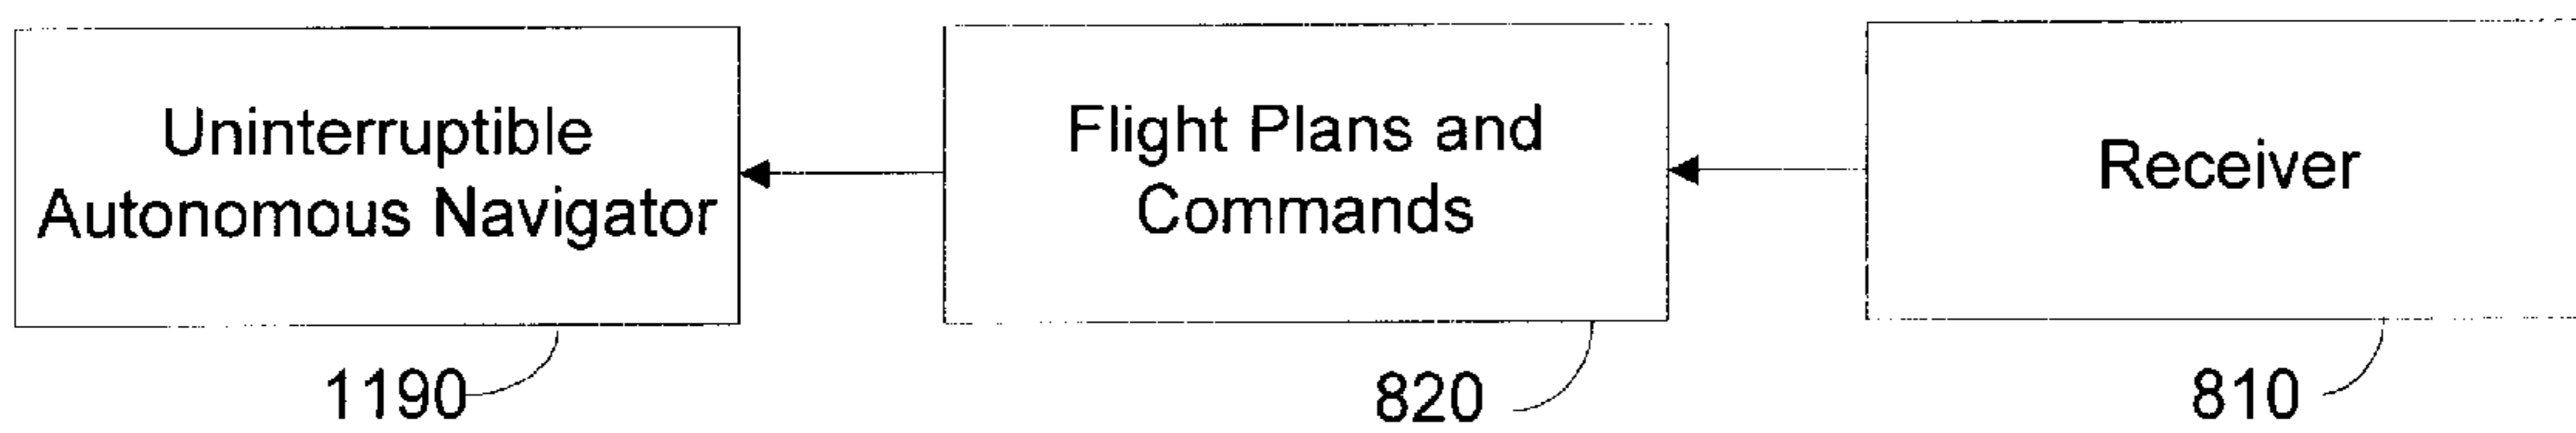 Uninterruptible
Autonomous Navigator
Flight Plans and
Commands
Receiver
1190
820
810